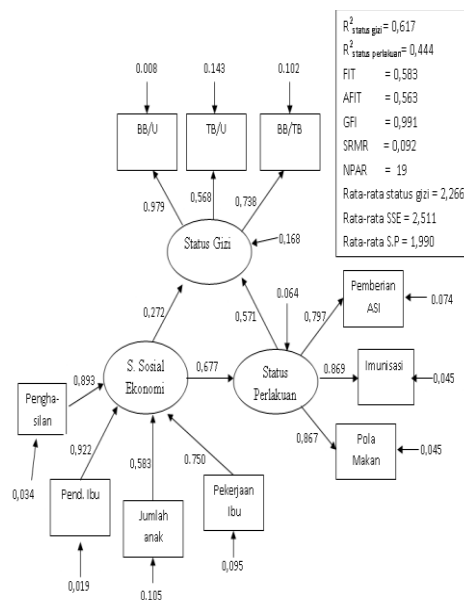 R² status gizi = 0,617
R² status perlakuan = 0,444
FIT = 0,583
AFIT = 0,563
GFI = 0,991
SRMR = 0,092
NPAR = 19
Rata-rata status gizi = 2,266
Rata-rata SSE = 2,511
Rata-rata S.P = 1,990
0.008
0.143
0.102
BB/U
TB/U
BB/TB
0.979
0,568
0,738
Status Gizi
0,168
0,272
0,571
0.064
0,797
Pemberian
ASI
0.074
S. Sosial
Ekonomi
0,677
Status
Perlakuan
0.869
Imunisasi
0,045
0,867
Pola
Makan
0,045
Pengha-
silan
0,893
0,034
0,922
Pend. Ibu
0,019
0,583
Jumlah
anak
0.105
0.750
Pekerjaan
Ibu
0,095